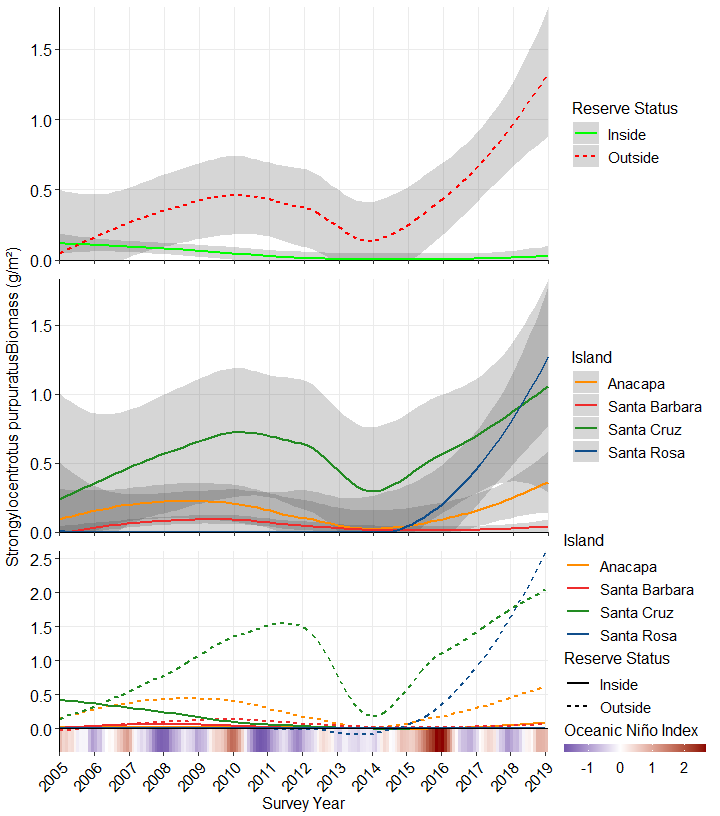 Strongylocentrotus purpuratusBiomass (g/m²)
1.5
1.0
0.5
0.0
Reserve Status
Inside
Outside
1.5
1.0
0.5
0.0
Island
Anacapa
Santa Barbara
Santa Cruz
Santa Rosa
2.5
2.0
1.5
1.0
0.5
0.0
Island
Anacapa
Santa Barbara
Santa Cruz
Santa Rosa
Reserve Status
Inside
Outside
Oceanic Niño Index
-1 0 1 2
2005 2006 2007 2008 2009 2010 2011 2012 2013 2014 2015 2016 2017 2018 2019
Survey Year